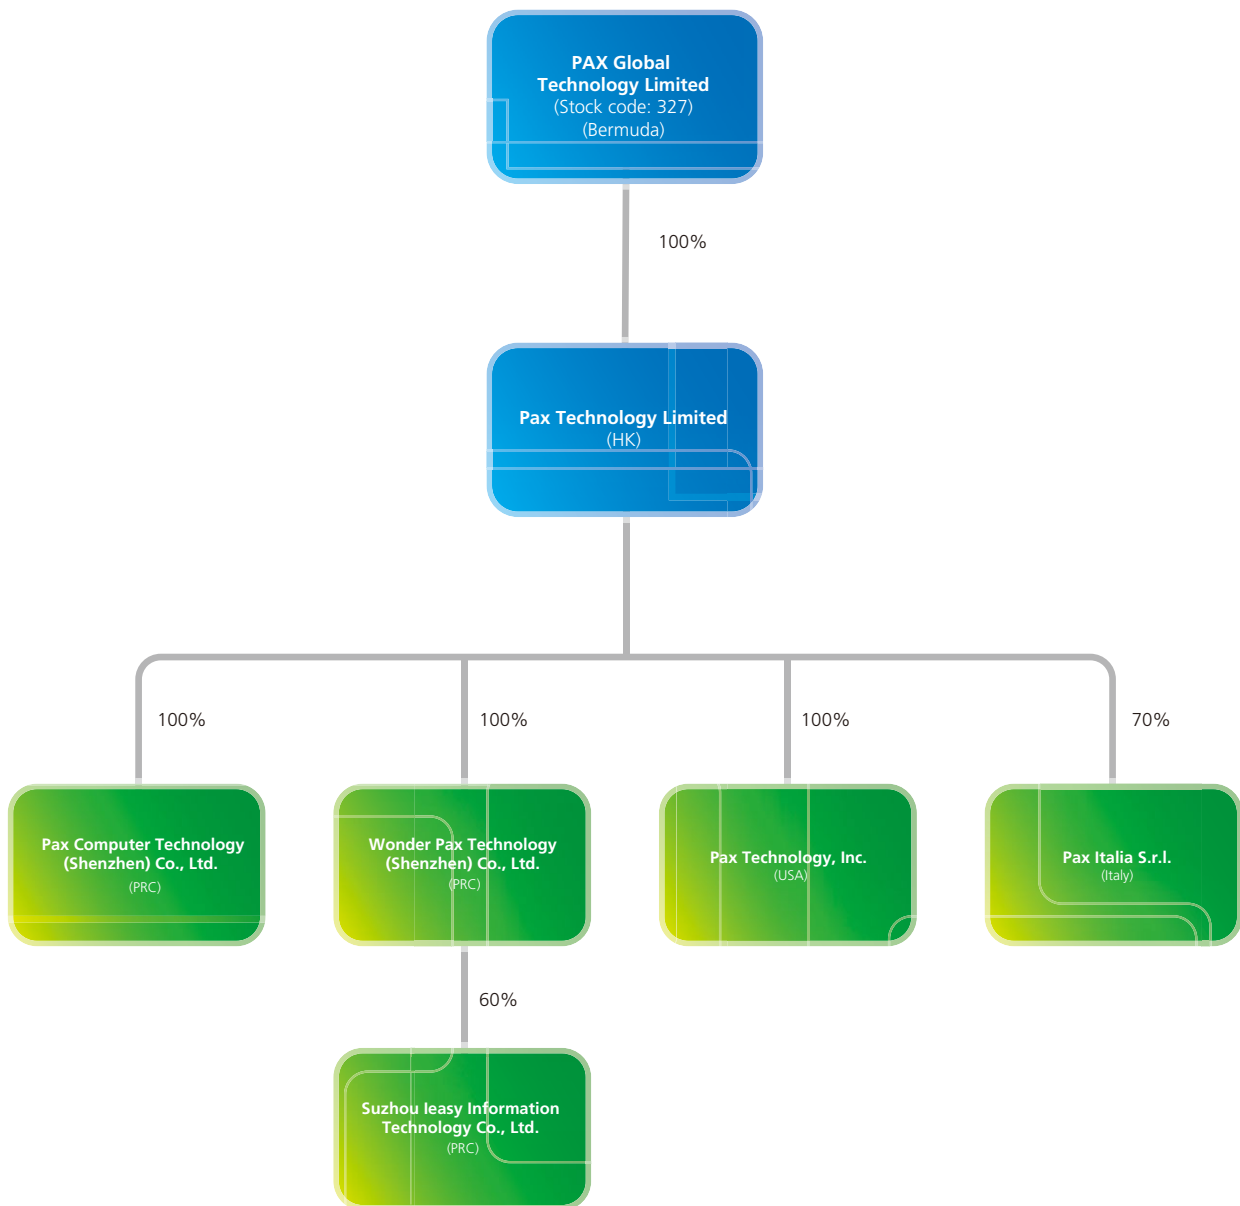 PAX Global
Technology Limited
(Stock code: 327)
(Bermuda)
100%
Pax Technology Limited
(HK)
100%
100%
100%
70%
Pax Computer Technology
(Shenzhen) Co., Ltd.
(PRC)
Wonder Pax Technology
(Shenzhen) Co., Ltd.
(PRC)
Pax Technology, Inc.
(USA)
Pax Italia S.r.l.
(Italy)
60%
Suzhou Ieasy Information
Technology Co., Ltd.
(PRC)